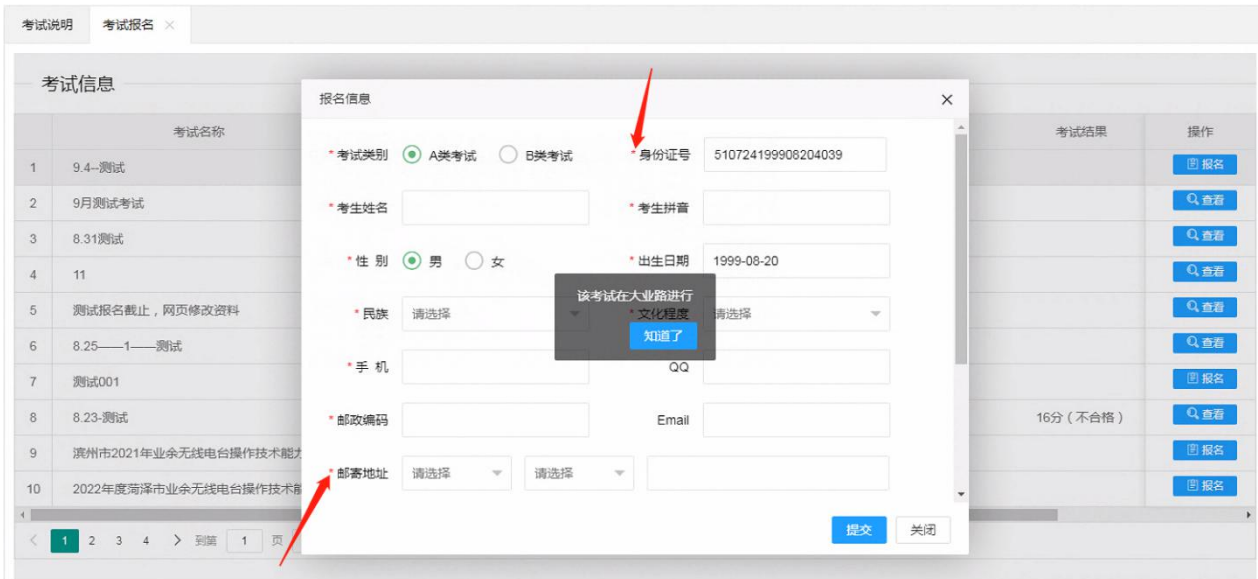 考试说明 考试报名 ×
考试信息
考试名称 考试结果 操作
1 9.4--测试 报名
2 9月测试考试 查看
3 8.31测试 查看
4 11 查看
5 测试报名截止，网页修改资料 查看
6 8.25——1——测试 查看
7 测试001 报名
8 8.23-测试 16分（不合格） 查看
9 滨州市2021年业余无线电台操作技术能力 报名
10 2022年度菏泽市业余无线电台操作技术能 报名
1 2 3 4 到第 1 页
报名信息 ×
*考试类别 A类考试 B类考试 *身份证号 510724199908204039
*考生姓名 *考生拼音
*性 别 男 女 *出生日期 1999-08-20
该考试在大业路进行
*民族 请选择 *文化程度 请选择
知道了
*手 机 QQ
*邮政编码 Email
*邮寄地址 请选择 请选择
提交 关闭